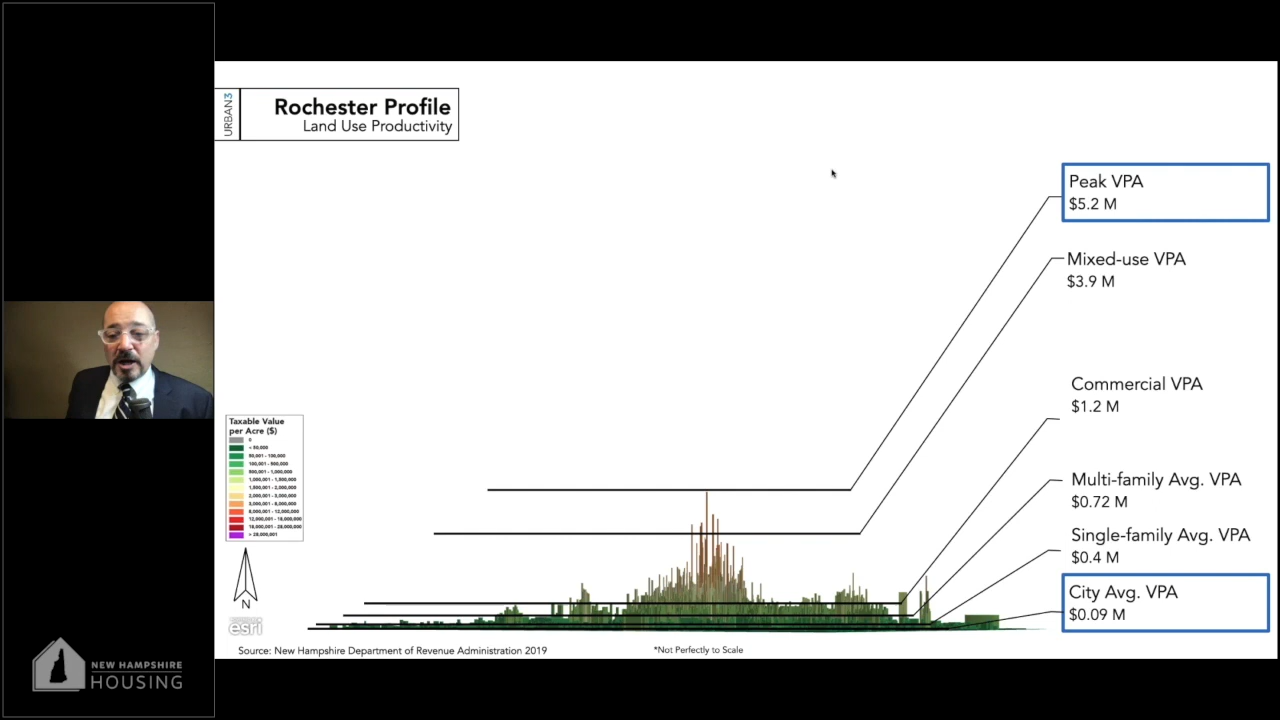 URBAN3
Rochester Profile
Land Use Productivity
Peak VPA
$5.2 M
Mixed-use VPA
$3.9 M
Commercial VPA
$1.2 M
Multi-family Avg. VPA
$0.72 M
Single-family Avg. VPA
$0.4 M
City Avg. VPA
$0.09 M
Taxable Value
per Acre ($)
0
< 50,000
50,001 - 100,000
100,001 - 500,000
500,001 - 1,000,000
1,000,001 - 1,500,000
1,500,001 - 2,000,000
2,000,001 - 3,000,000
3,000,001 - 8,000,000
8,000,001 - 12,000,000
12,000,001 - 18,000,000
18,000,001 - 28,000,000
> 28,000,001
N
esri
Source: New Hampshire Department of Revenue Administration 2019
*Not Perfectly to Scale
NEW HAMPSHIRE
HOUSING